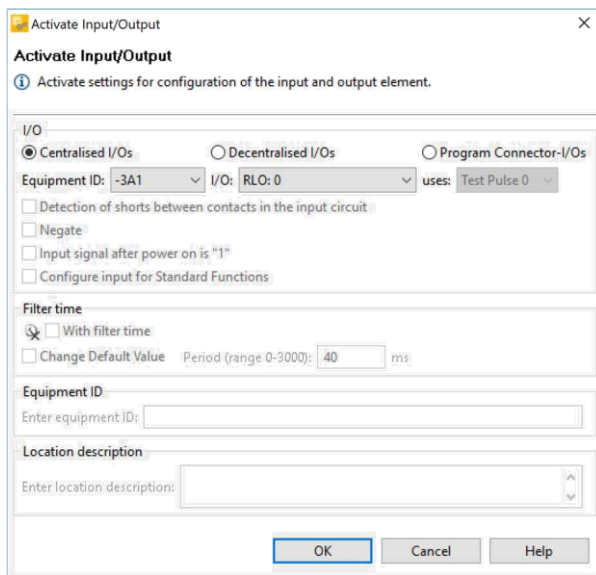 Activate Input/Output
Activate Input/Output
Activate settings for configuration of the input and output element.
I/O
Centralised I/Os Decentralised I/Os Program Connector-I/Os
Equipment ID: -3A1 I/O: RLO: 0 uses: Test Pulse 0
Detection of shorts between contacts in the input circuit
Negate
Input signal after power on is "1"
Configure input for Standard Functions
Filter time
With filter time
Change Default Value Period (range 0-3000): 40 ms
Equipment ID
Enter equipment ID:
Location description
Enter location description:
OK Cancel Help